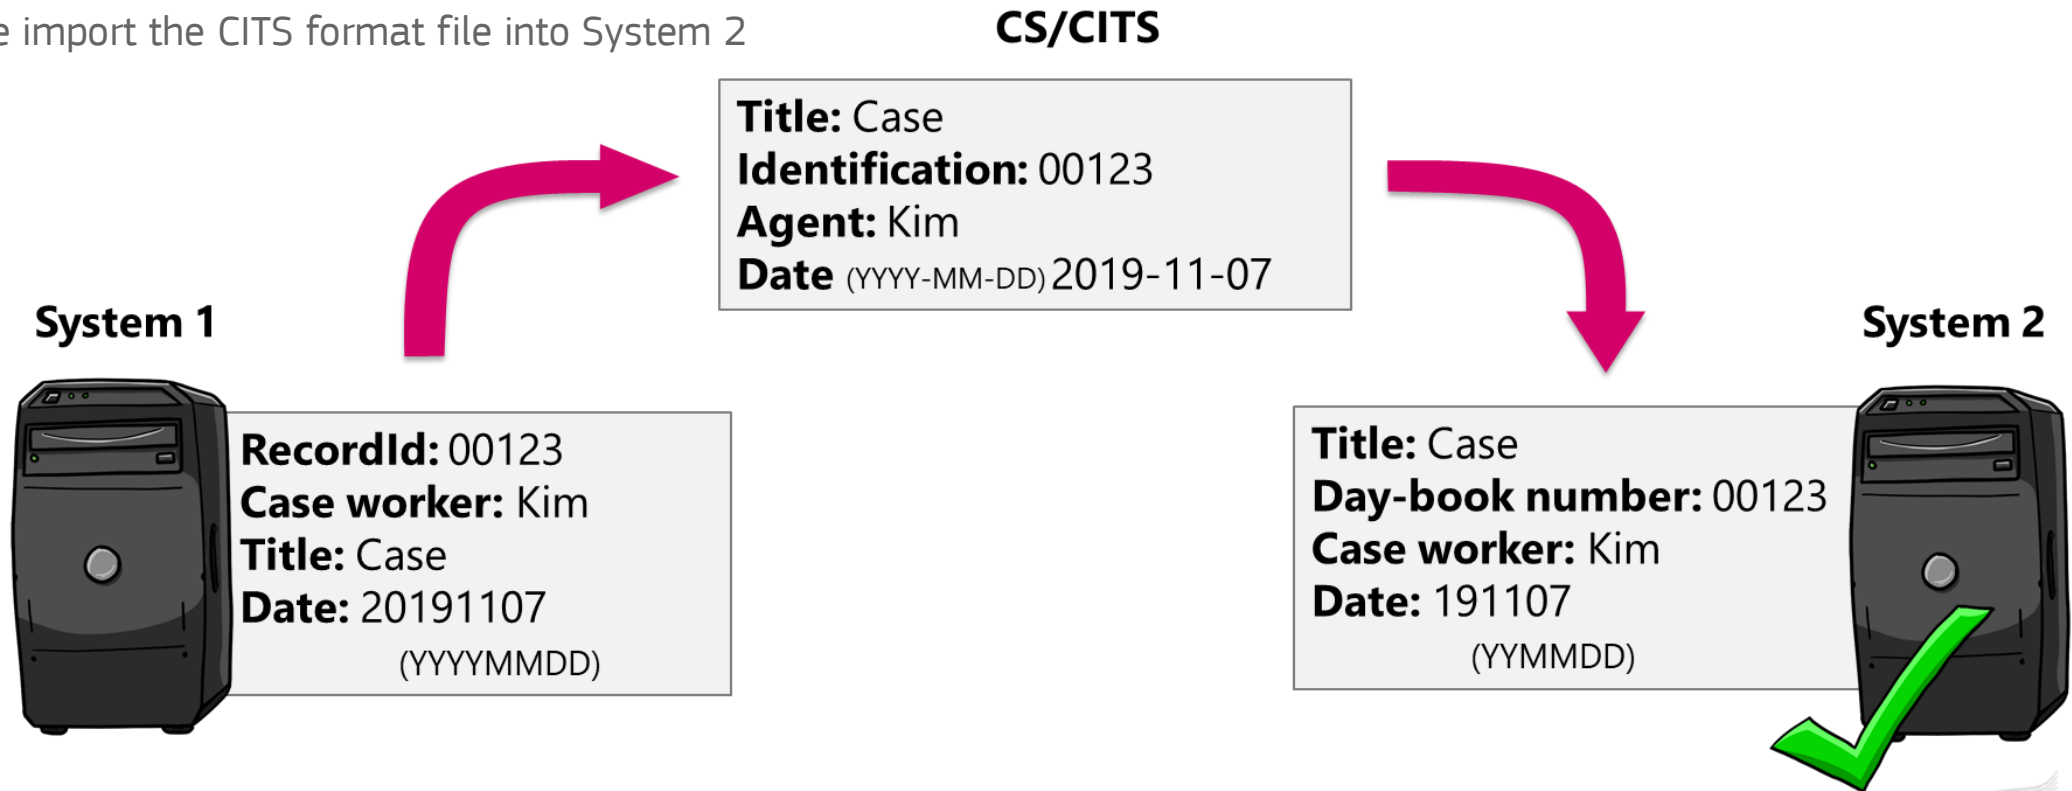 e import the CITS format file into System 2
CS/CITS
Title: Case
Identification: 00123
Agent: Kim
Date (YYYY-MM-DD) 2019-11-07
System 1
RecordId: 00123
Case worker: Kim
Title: Case
Date: 20191107
(YYYYMMDD)
System 2
Title: Case
Day-book number: 00123
Case worker: Kim
Date: 191107
(YYMMDD)